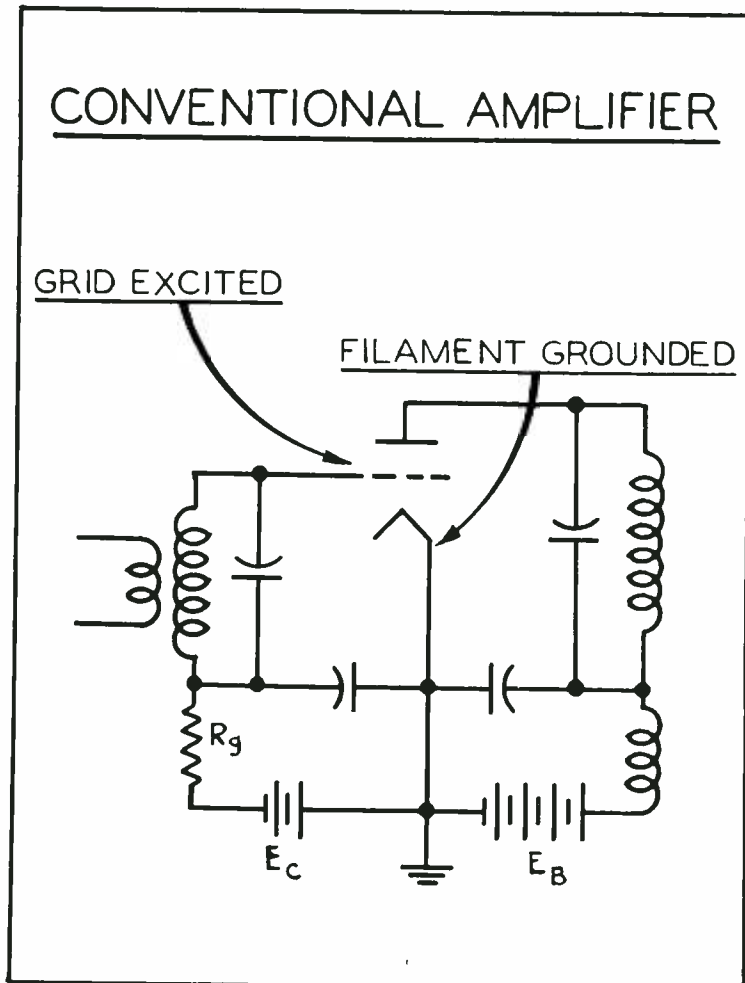 CONVENTIONAL AMPLIFIER
GRID EXCITED
FILAMENT GROUNDED
Rg
EC
EB